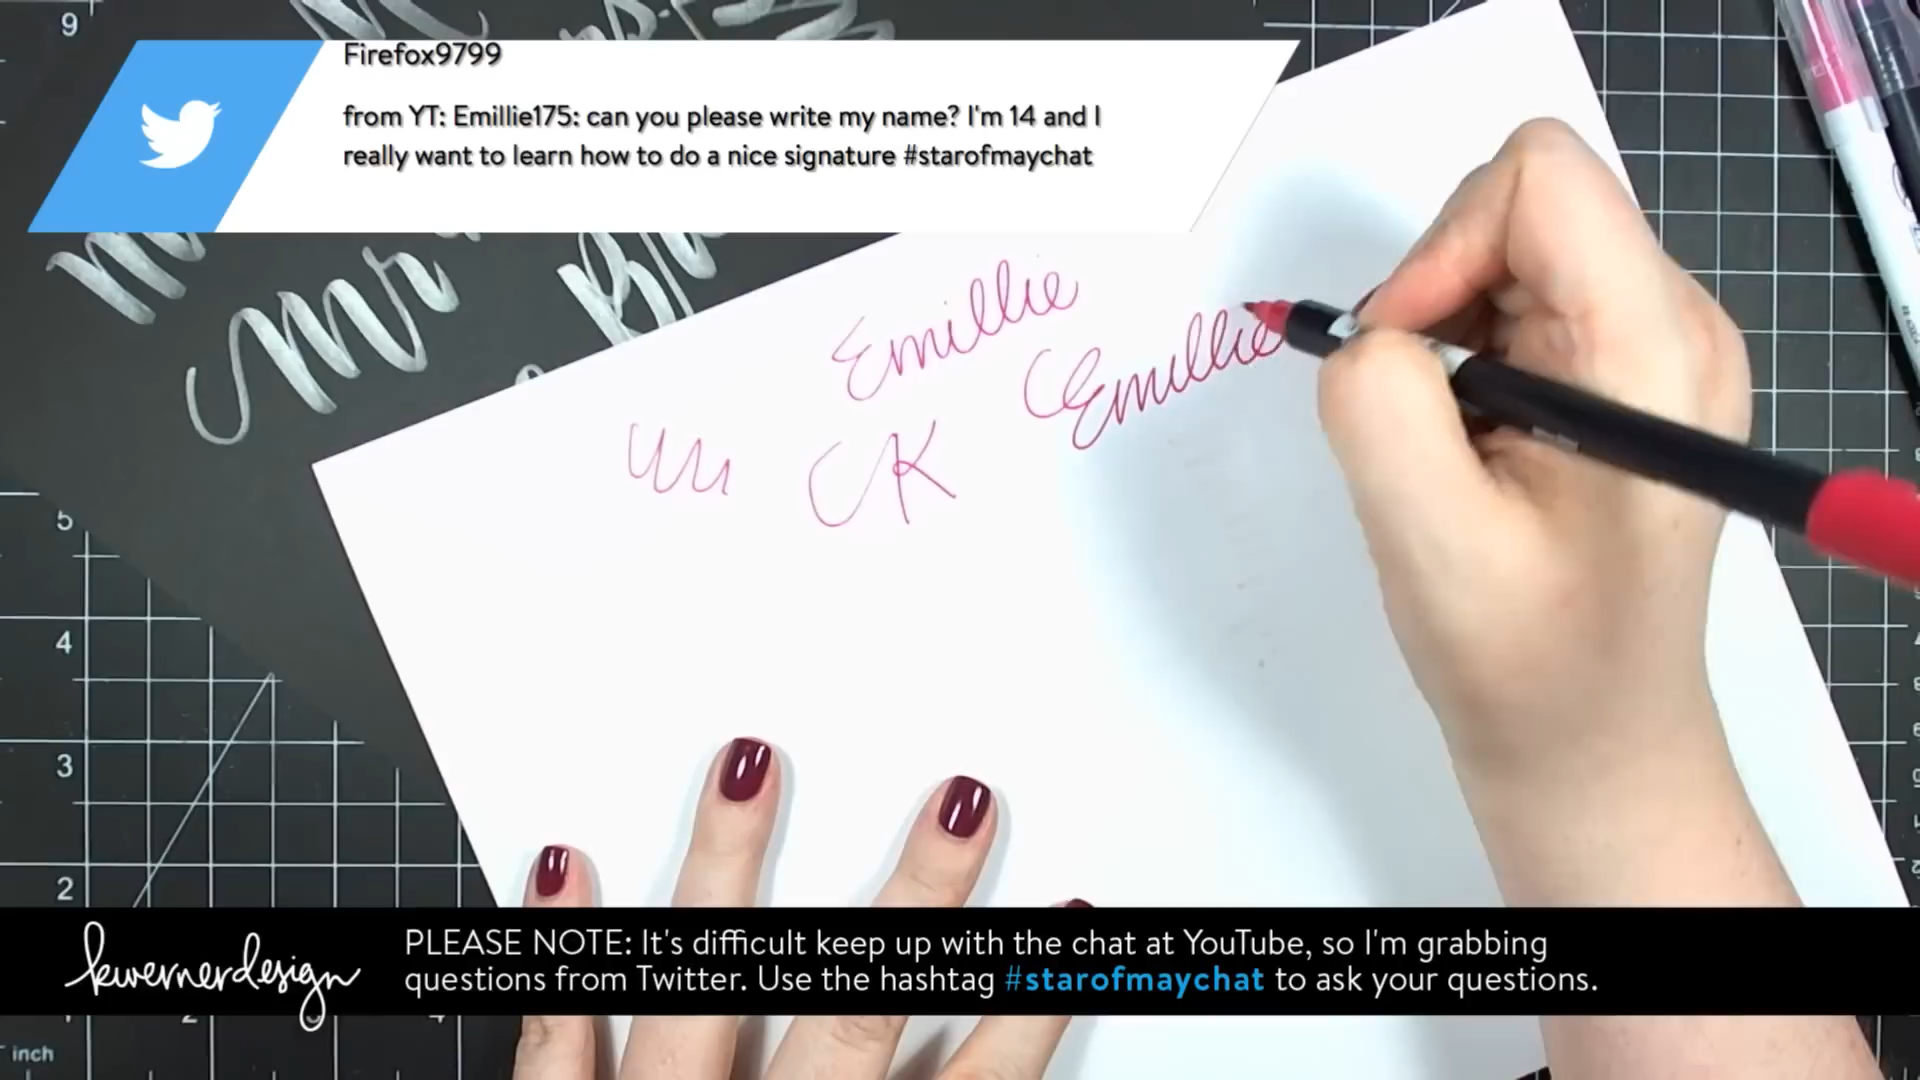 9
Firefox9799
from YT: Emillie175: can you please write my name? I'm 14 and I
really want to learn how to do a nice signature #starofmaychat
Mr
Emillie
Emillie
K
5
4
3
2
kwernerdesign
PLEASE NOTE: It's difficult keep up with the chat at YouTube, so I'm grabbing
questions from Twitter. Use the hashtag #starofmaychat to ask your questions.
inch